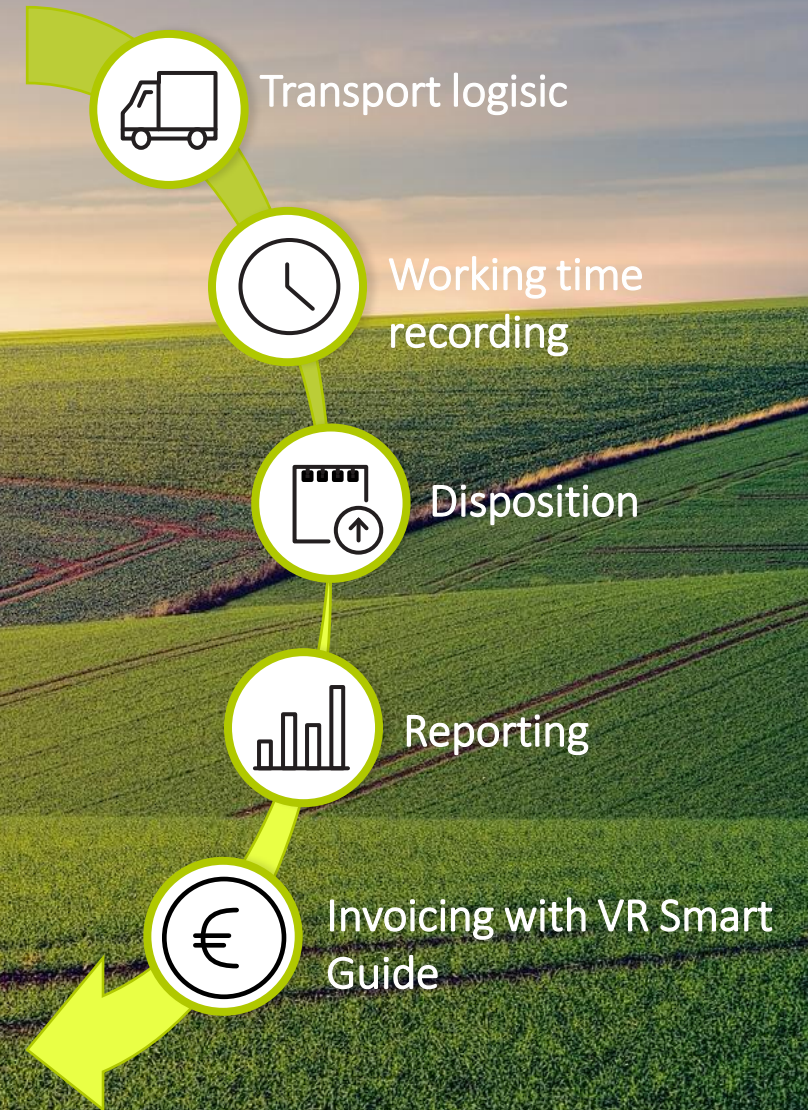 Transport logisic
Working time
recording
Disposition
Reporting
Invoicing with VR Smart
Guide